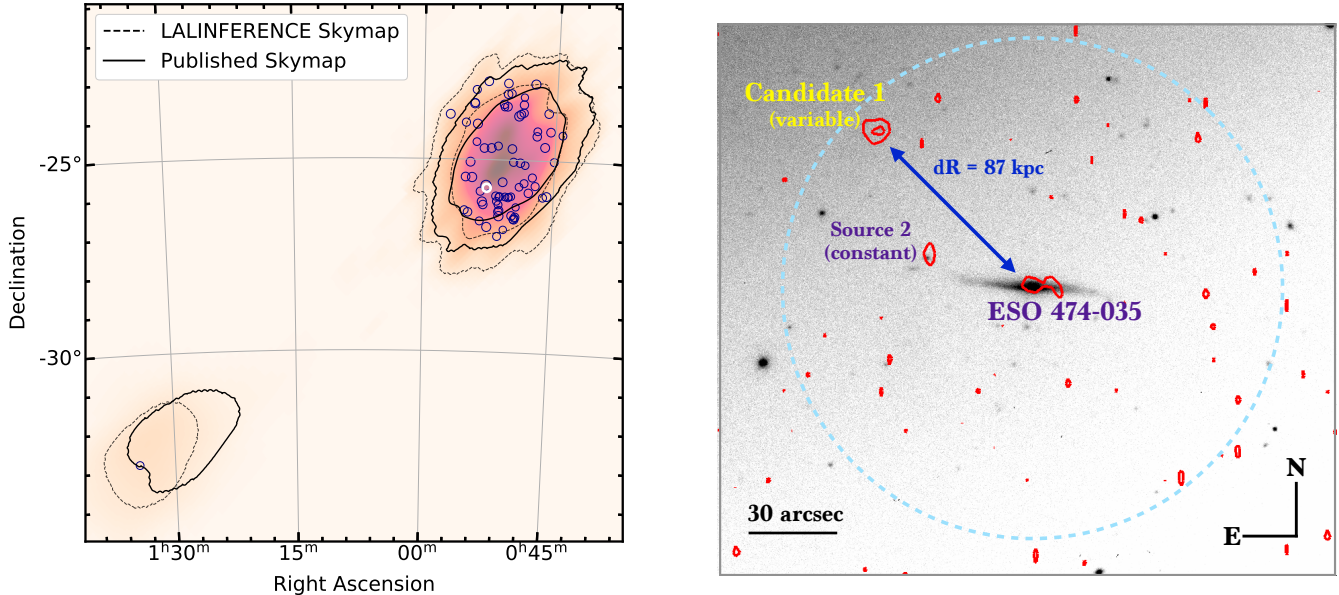 LALINFERENCE Skymap
Published Skymap
Declination
-25°
-30°
1ʰ30ᵐ
15ᵐ
00ᵐ
0ʰ45ᵐ
Right Ascension
Candidate 1
(variable)
dR = 87 kpc
Source 2
(constant)
ESO 474-035
30 arcsec
N
E